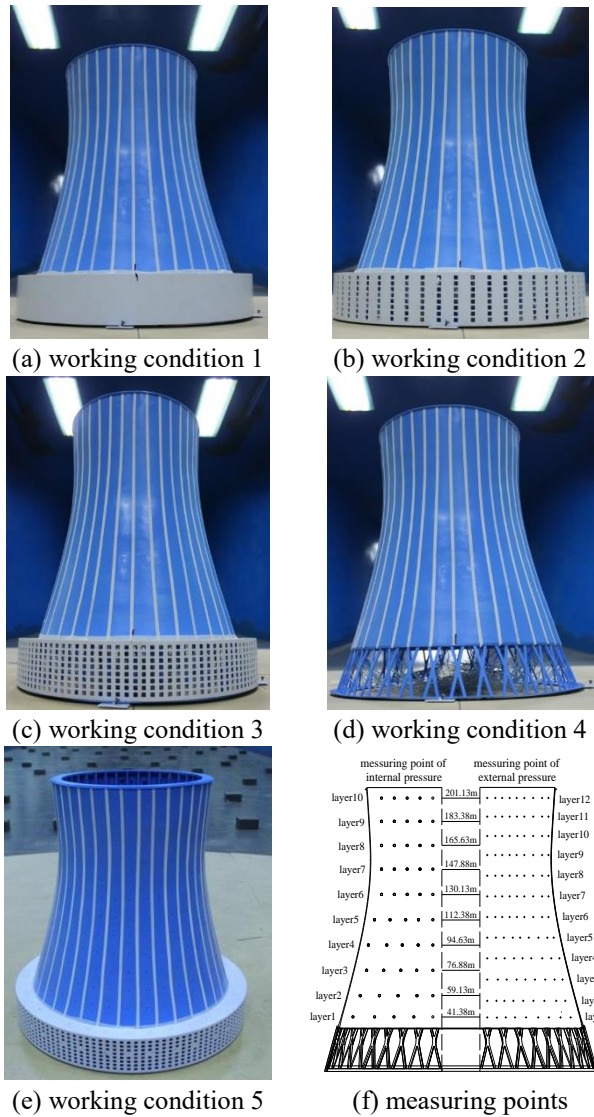 (a) working condition 1
(b) working condition 2
(c) working condition 3
(d) working condition 4
measuring point of
internal pressure
measuring point of
external pressure
layer10
201.13m
layer12
layer9
183.38m
layer11
layer8
165.63m
layer10
layer7
147.88m
layer9
layer6
130.13m
layer8
layer5
112.38m
layer7
layer4
94.63m
layer6
layer3
76.88m
layer5
layer2
59.13m
layer1
41.38m
(e) working condition 5
(f) measuring points